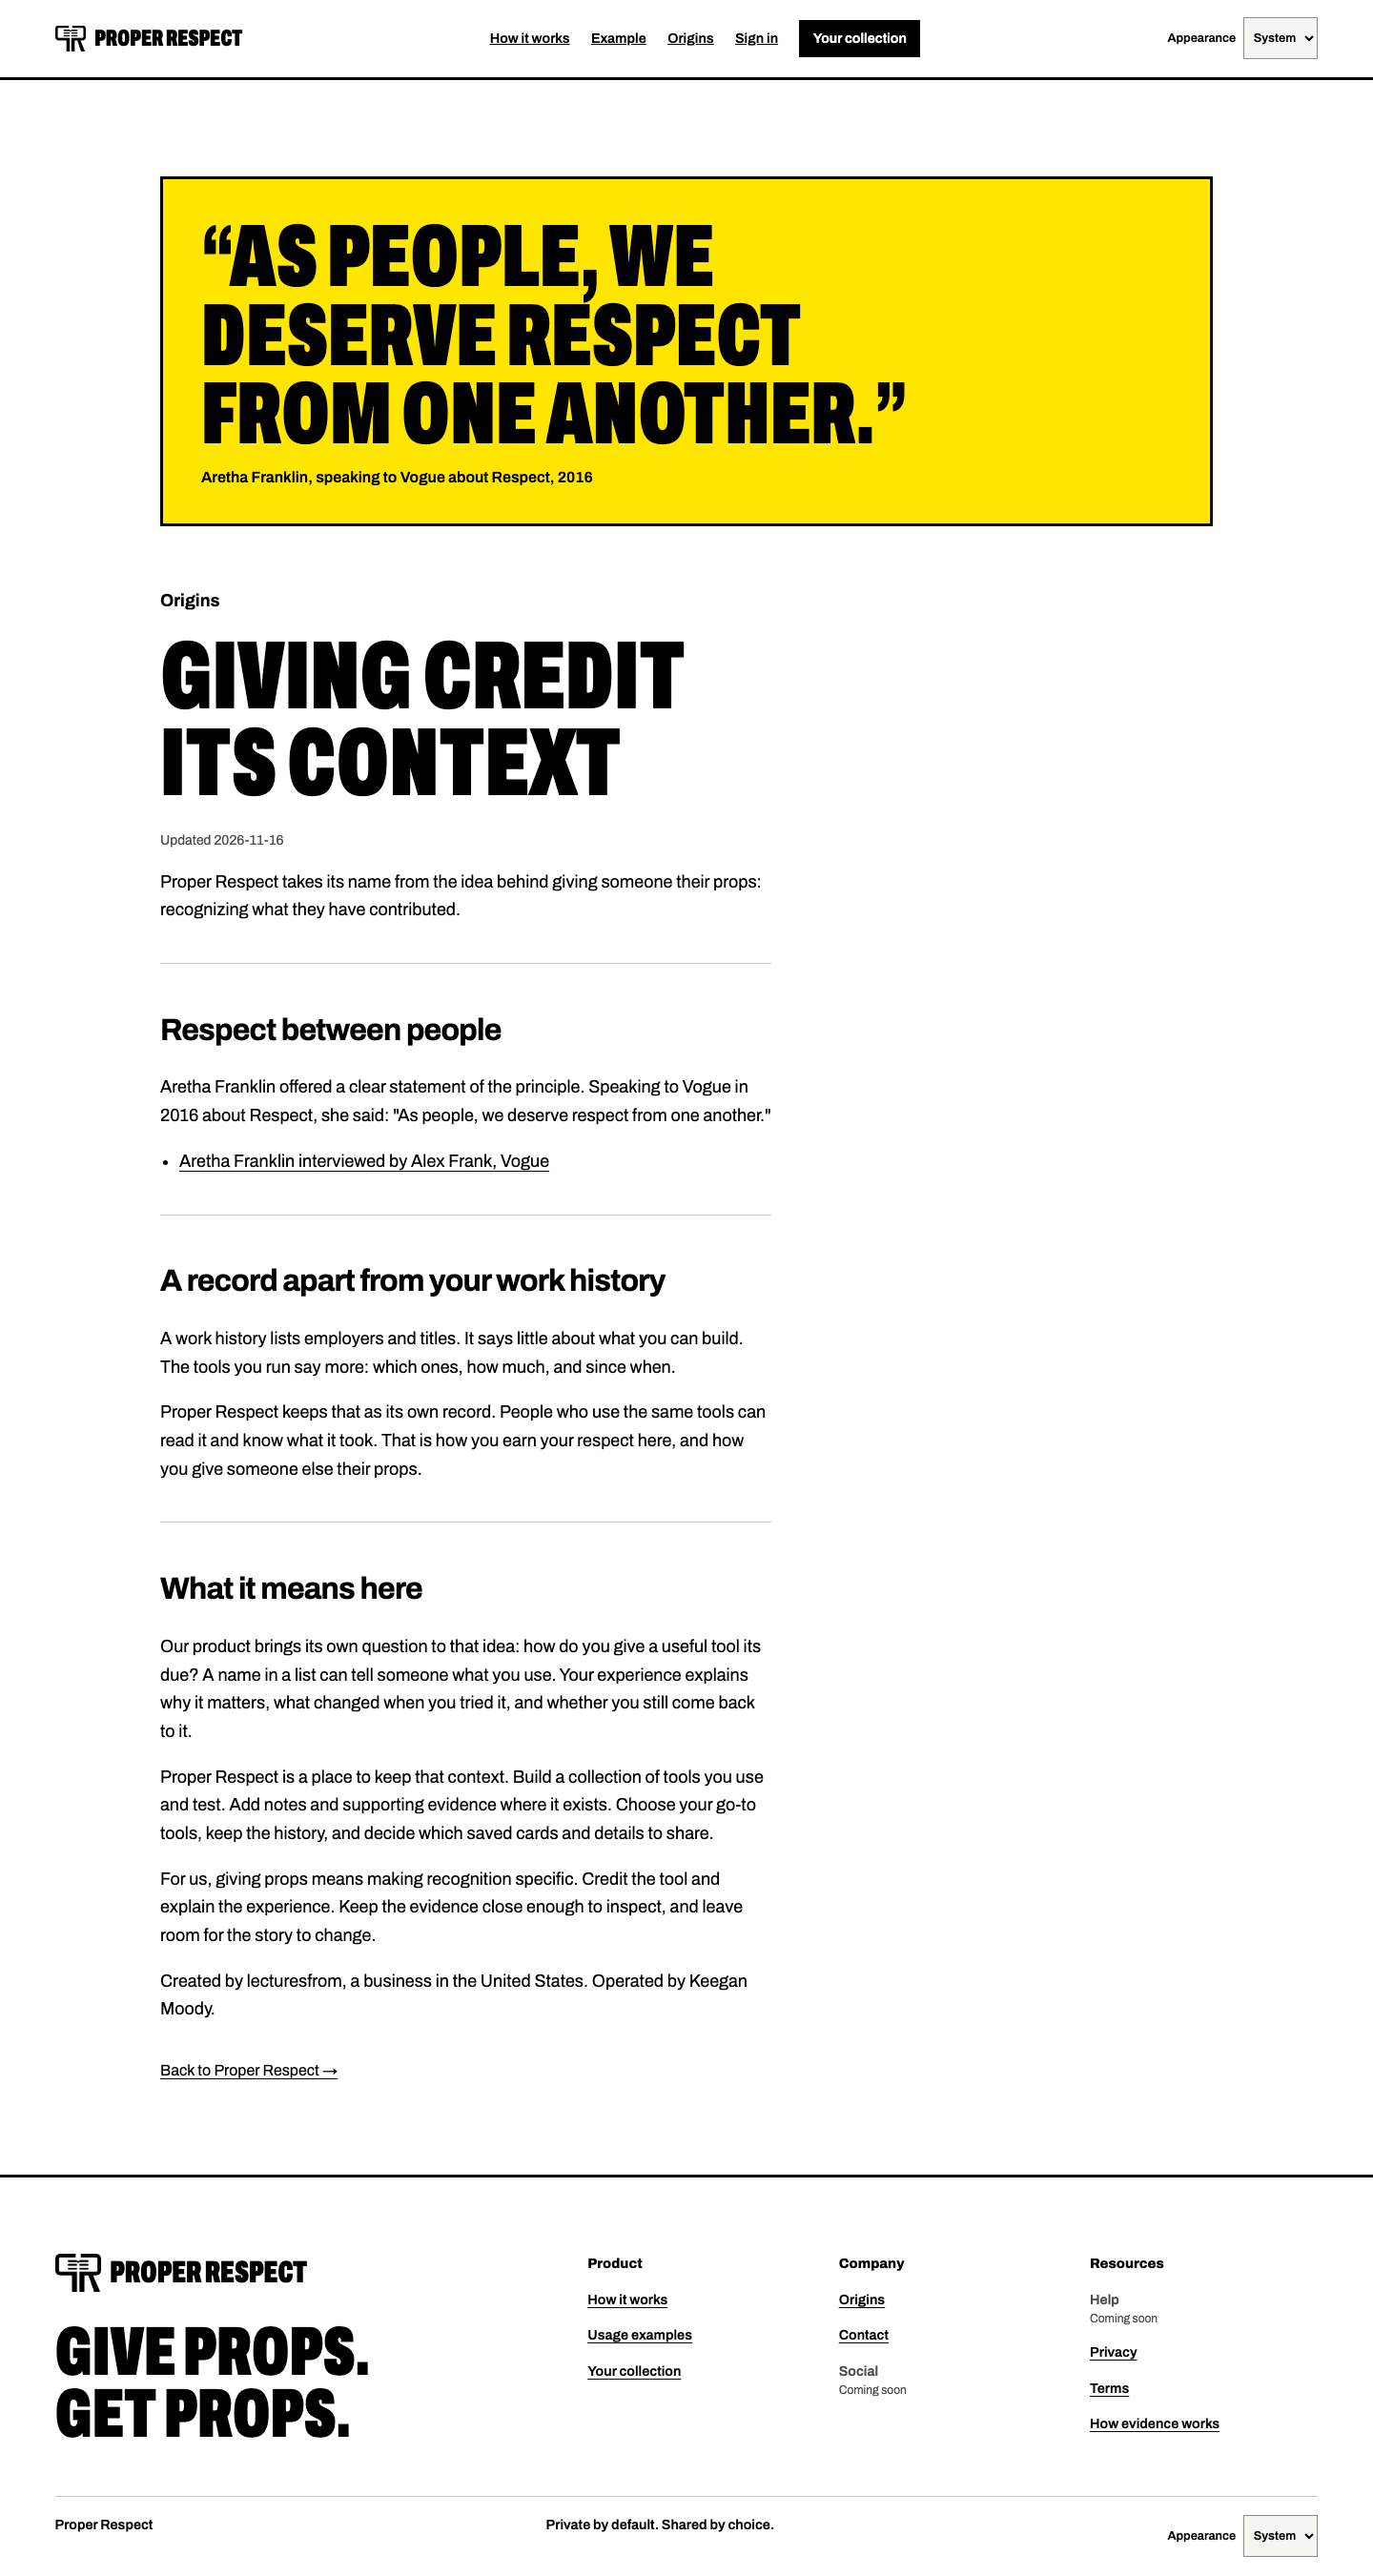 PROPER RESPECT
How it works Example Origins Sign in Your collection
Appearance System
“AS PEOPLE, WE
DESERVE RESPECT
FROM ONE ANOTHER.”
Aretha Franklin, speaking to Vogue about Respect, 2016
Origins
GIVING CREDIT
ITS CONTEXT
Updated 2026-11-16
Proper Respect takes its name from the idea behind giving someone their props:
recognizing what they have contributed.
Respect between people
Aretha Franklin offered a clear statement of the principle. Speaking to Vogue in
2016 about Respect, she said: "As people, we deserve respect from one another."
• Aretha Franklin interviewed by Alex Frank, Vogue
A record apart from your work history
A work history lists employers and titles. It says little about what you can build.
The tools you run say more: which ones, how much, and since when.
Proper Respect keeps that as its own record. People who use the same tools can
read it and know what it took. That is how you earn your respect here, and how
you give someone else their props.
What it means here
Our product brings its own question to that idea: how do you give a useful tool its
due? A name in a list can tell someone what you use. Your experience explains
why it matters, what changed when you tried it, and whether you still come back
to it.
Proper Respect is a place to keep that context. Build a collection of tools you use
and test. Add notes and supporting evidence where it exists. Choose your go-to
tools, keep the history, and decide which saved cards and details to share.
For us, giving props means making recognition specific. Credit the tool and
explain the experience. Keep the evidence close enough to inspect, and leave
room for the story to change.
Created by lecturesfrom, a business in the United States. Operated by Keegan
Moody.
Back to Proper Respect →
PROPER RESPECT
GIVE PROPS.
GET PROPS.
Product
How it works
Usage examples
Your collection
Company
Origins
Contact
Social
Coming soon
Resources
Help
Coming soon
Privacy
Terms
How evidence works
Proper Respect
Private by default. Shared by choice.
Appearance System